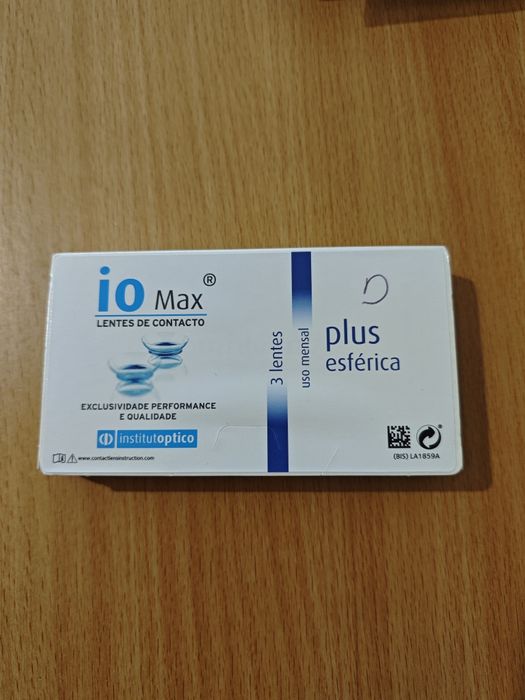 io Max®
LENTES DE CONTACTO
EXCLUSIVIDADE PERFORMANCE
E QUALIDADE
institutoptico
www.contactlensinstruction.com
3 lentes
uso mensal
D
plus
esférica
(BIS) LA1859A